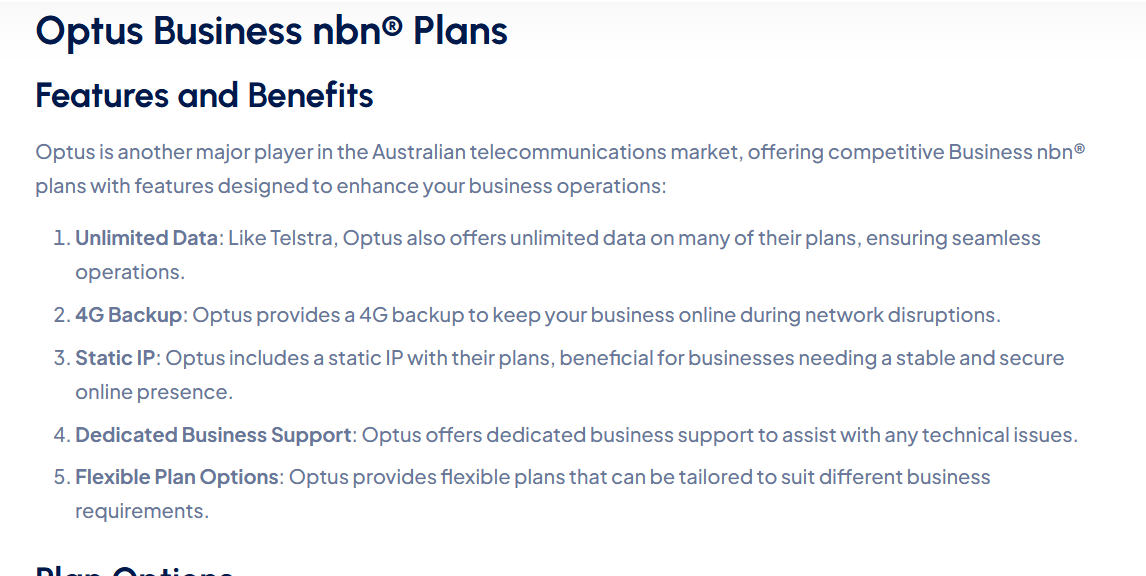 Optus Business nbn® Plans
Features and Benefits
Optus is another major player in the Australian telecommunications market, offering competitive Business nbn®
plans with features designed to enhance your business operations:
1. Unlimited Data: Like Telstra, Optus also offers unlimited data on many of their plans, ensuring seamless
operations.
2. 4G Backup: Optus provides a 4G backup to keep your business online during network disruptions.
3. Static IP: Optus includes a static IP with their plans, beneficial for businesses needing a stable and secure
online presence.
4. Dedicated Business Support: Optus offers dedicated business support to assist with any technical issues.
5. Flexible Plan Options: Optus provides flexible plans that can be tailored to suit different business
requirements.
Plan Options